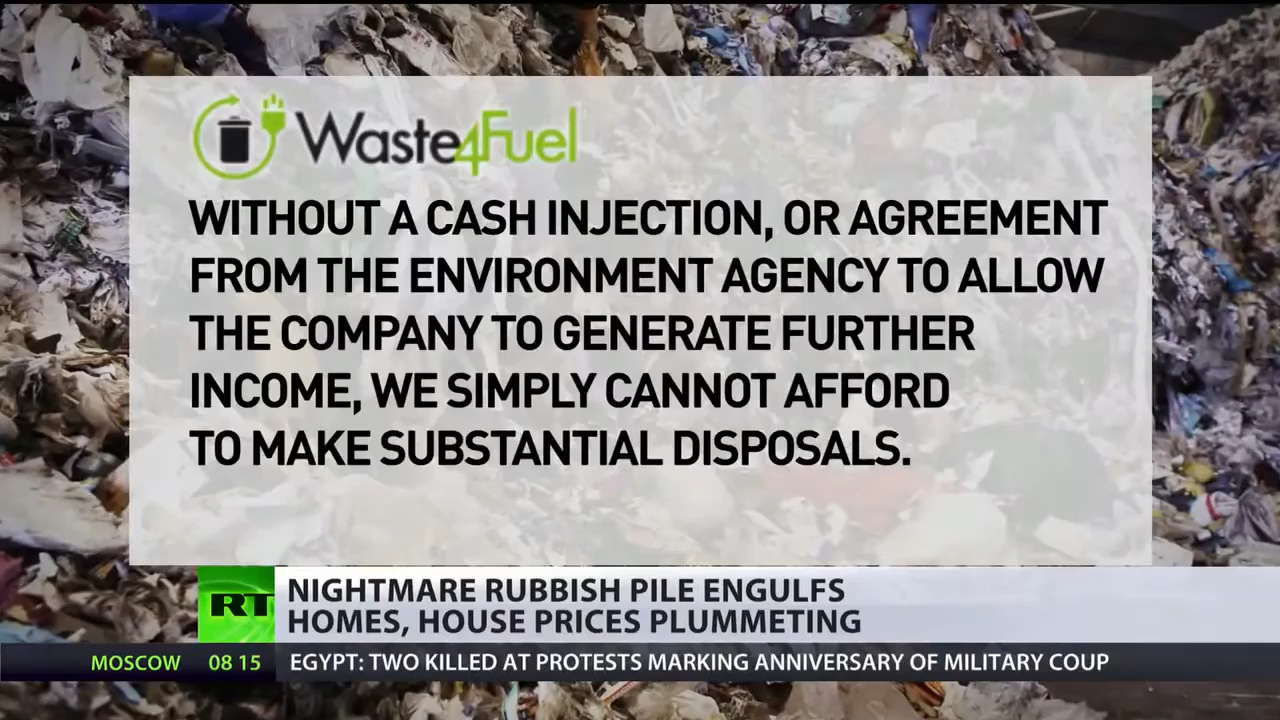 Waste4Fuel
WITHOUT A CASH INJECTION, OR AGREEMENT
FROM THE ENVIRONMENT AGENCY TO ALLOW
THE COMPANY TO GENERATE FURTHER
INCOME, WE SIMPLY CANNOT AFFORD
TO MAKE SUBSTANTIAL DISPOSALS.
RT
NIGHTMARE RUBBISH PILE ENGULFS
HOMES, HOUSE PRICES PLUMMETING
MOSCOW 08 15 EGYPT: TWO KILLED AT PROTESTS MARKING ANNIVERSARY OF MILITARY COUP